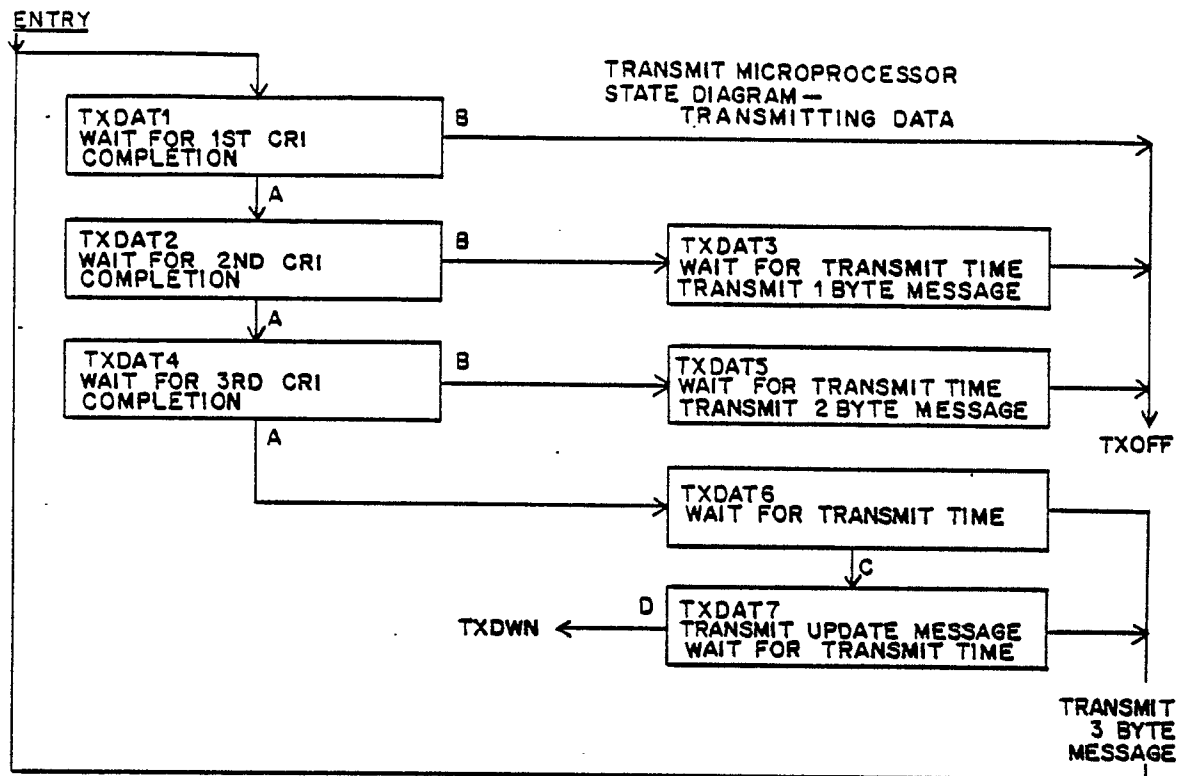 ENTRY
TRANSMIT MICROPROCESSOR
STATE DIAGRAM—
TRANSMITTING DATA
TXDAT1
WAIT FOR 1ST CRI
COMPLETION
B
A
TXDAT2
WAIT FOR 2ND CRI
COMPLETION
B
TXDAT3
WAIT FOR TRANSMIT TIME
TRANSMIT 1 BYTE MESSAGE
A
TXDAT4
WAIT FOR 3RD CRI
COMPLETION
B
TXDAT5
WAIT FOR TRANSMIT TIME
TRANSMIT 2 BYTE MESSAGE
A
TXOFF
TXDAT6
WAIT FOR TRANSMIT TIME
C
TXDWN
D
TXDAT7
TRANSMIT UPDATE MESSAGE
WAIT FOR TRANSMIT TIME
TRANSMIT
3 BYTE
MESSAGE